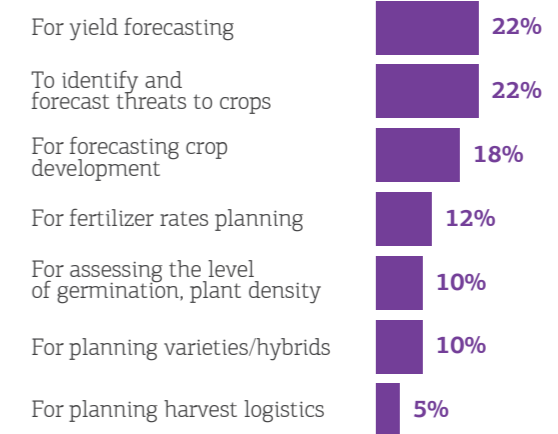 For yield forecasting 22%
To identify and
forecast threats to crops 22%
For forecasting crop
development 18%
For fertilizer rates planning 12%
For assessing the level
of germination, plant density 10%
For planning varieties/hybrids 10%
For planning harvest logistics 5%